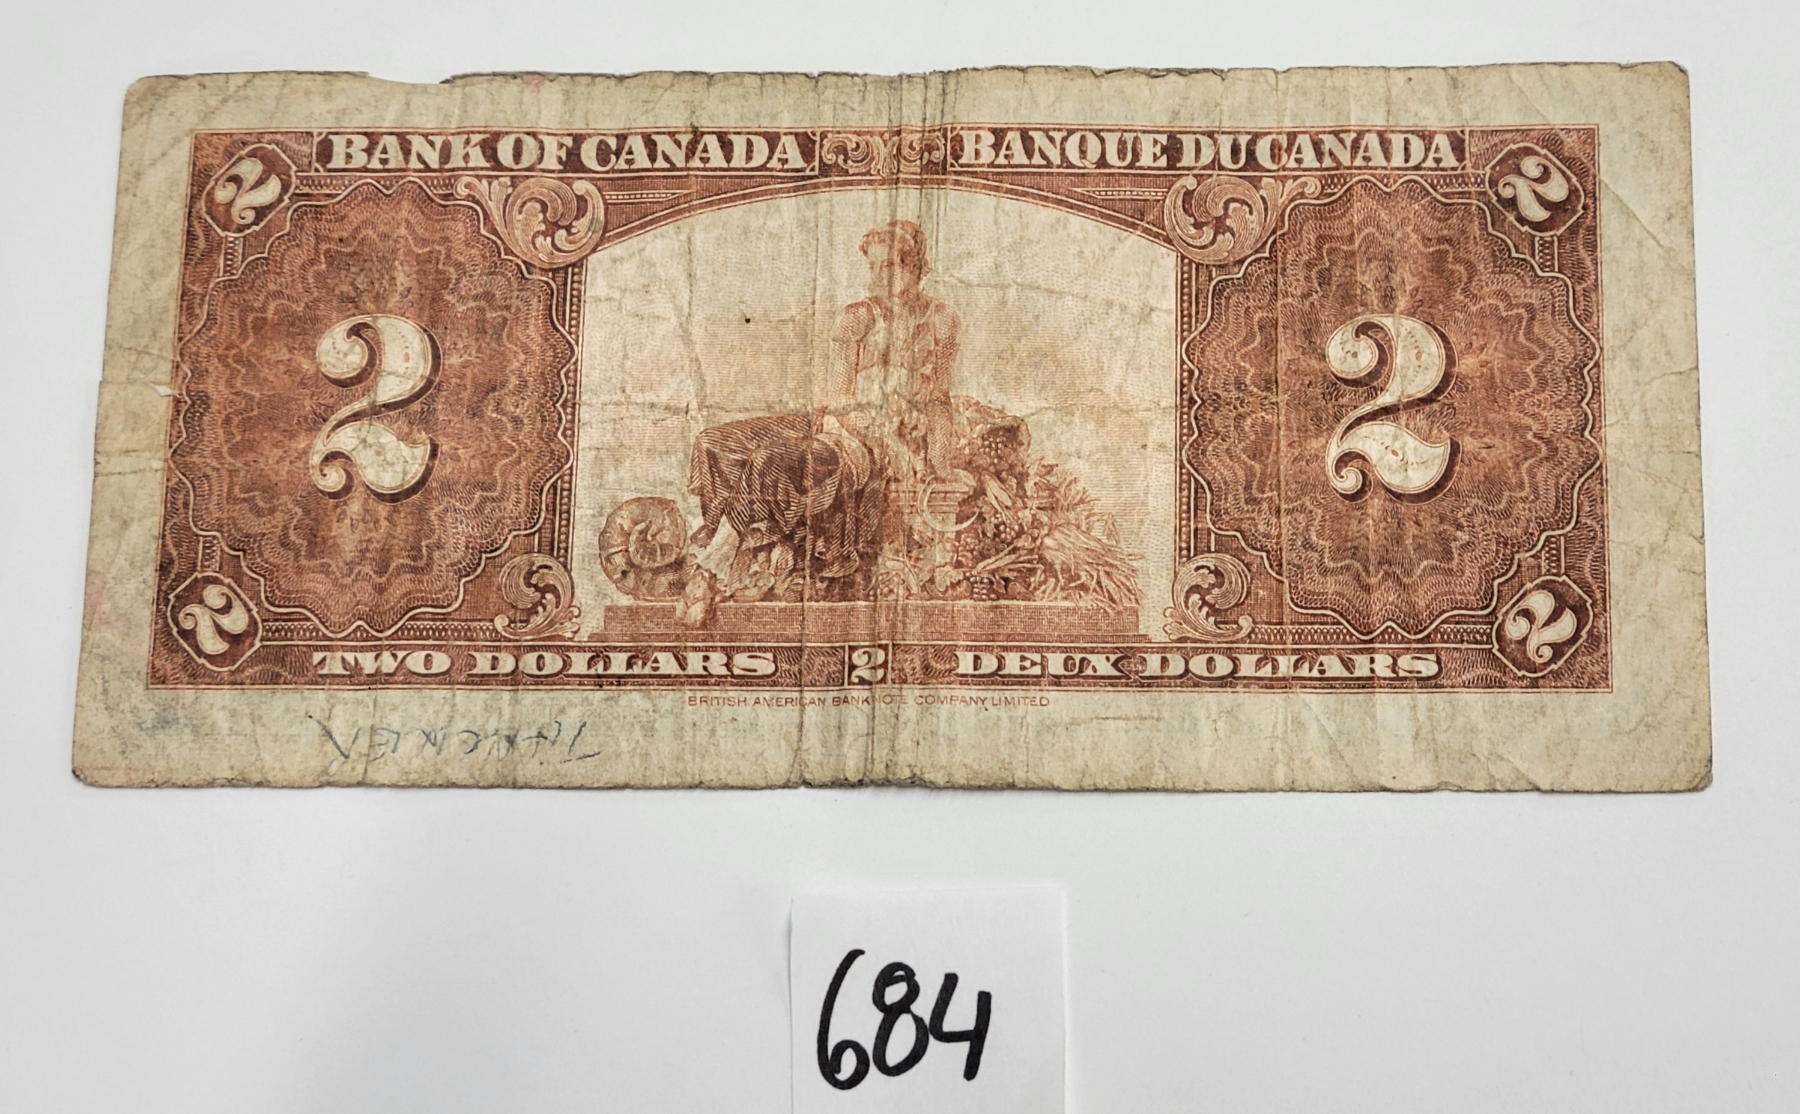 2 BANK OF CANADA BANQUE DU CANADA 2
2 2
2 TWO DOLLARS 2 DEUX DOLLARS 2
BRITISH AMERICAN BANK NOTE COMPANY LIMITED
684